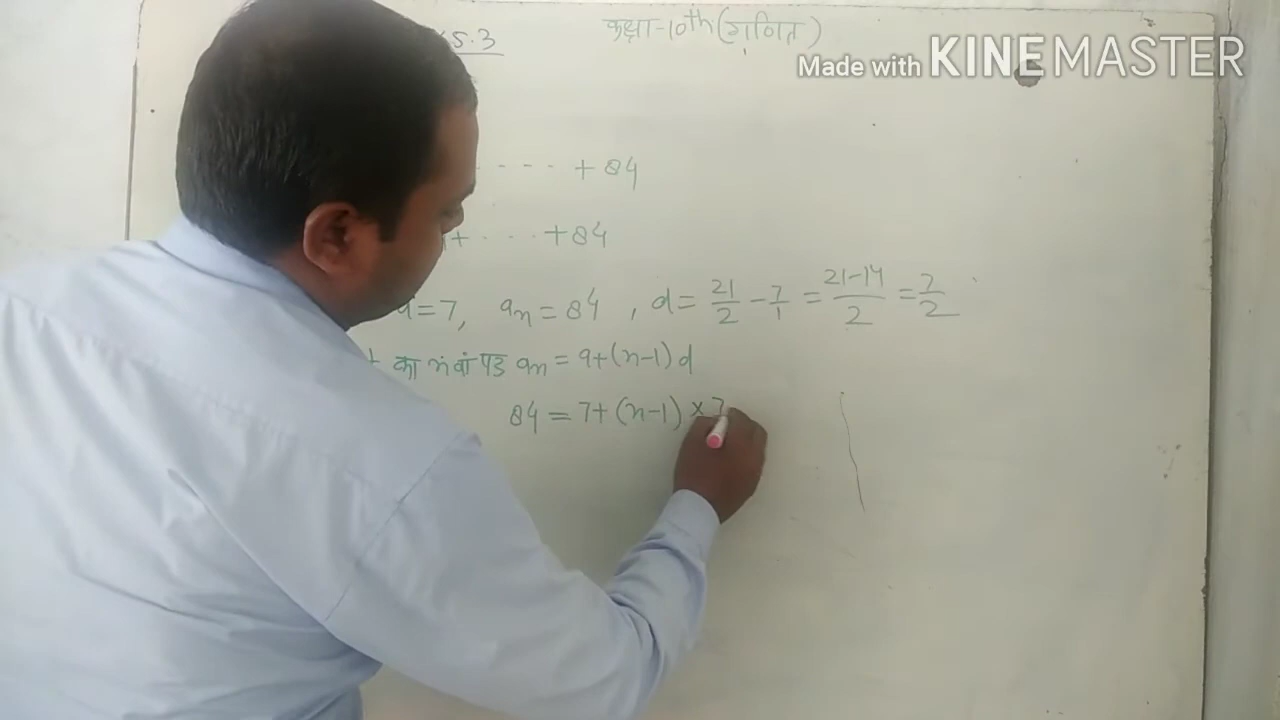 5.3
कक्षा-10th (गणित)
Made with KINEMASTER
- - - - + 84
+ . . . + 84
a = 7, an = 84, d = 21/2 - 7/1 = 21-14/2 = 7/2
का nवां पद an = a+(n-1)d
84 = 7+(n-1) × 7